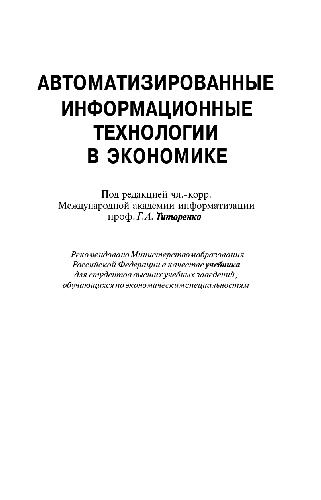 АВТОМАТИЗИРОВАННЫЕ
ИНФОРМАЦИОННЫЕ
ТЕХНОЛОГИИ
В ЭКОНОМИКЕ
Под редакцией чл.-корр.
Международной академии информатизации
проф. Г.А. Титоренко
Рекомендовано Министерством образования
Российской Федерации в качестве учебника
для студентов высших учебных заведений,
обучающихся по экономическим специальностям